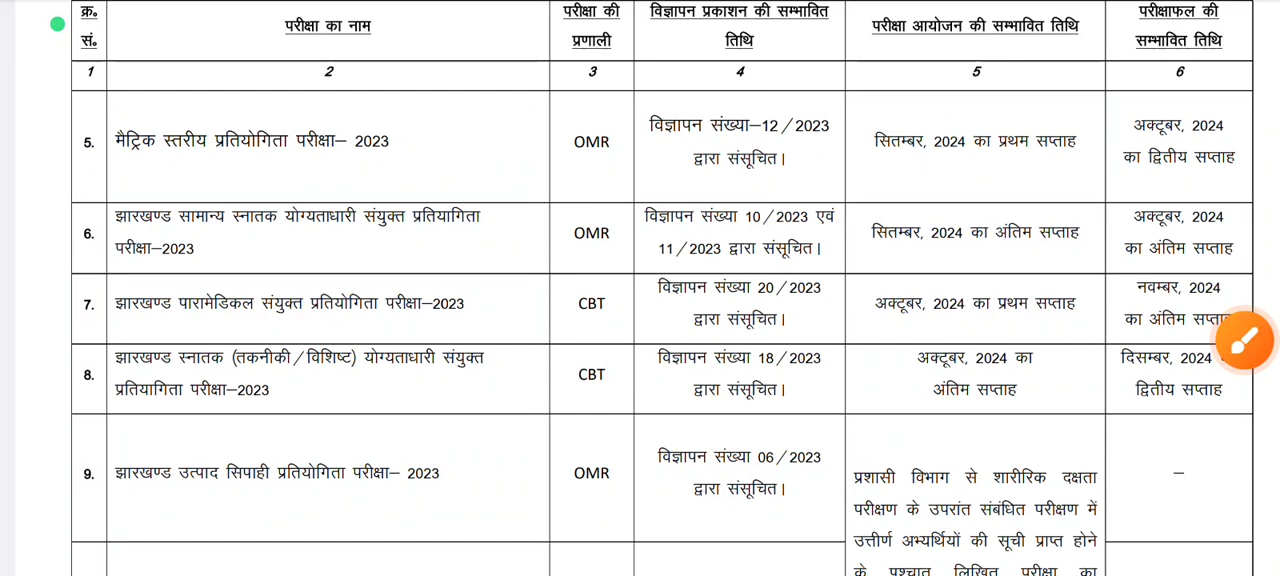 क्र॰ सं॰
परीक्षा का नाम
परीक्षा की प्रणाली
विज्ञापन प्रकाशन की सम्भावित तिथि
परीक्षा आयोजन की सम्भावित तिथि
परीक्षाफल की सम्भावित तिथि
1 2 3 4 5 6
5.
मैट्रिक स्तरीय प्रतियोगिता परीक्षा– 2023
OMR
विज्ञापन संख्या–12/2023
द्वारा संसूचित।
सितम्बर, 2024 का प्रथम सप्ताह
अक्टूबर, 2024
का द्वितीय सप्ताह
6.
झारखण्ड सामान्य स्नातक योग्यताधारी संयुक्त प्रतियागिता
परीक्षा–2023
OMR
विज्ञापन संख्या 10/2023 एवं
11/2023 द्वारा संसूचित।
सितम्बर, 2024 का अंतिम सप्ताह
अक्टूबर, 2024
का अंतिम सप्ताह
7.
झारखण्ड पारामेडिकल संयुक्त प्रतियोगिता परीक्षा–2023
CBT
विज्ञापन संख्या 20/2023
द्वारा संसूचित।
अक्टूबर, 2024 का प्रथम सप्ताह
नवम्बर, 2024
का अंतिम
8.
झारखण्ड स्नातक (तकनीकी/विशिष्ट) योग्यताधारी संयुक्त
प्रतियागिता परीक्षा–2023
CBT
विज्ञापन संख्या 18/2023
द्वारा संसूचित।
अक्टूबर, 2024 का
अंतिम सप्ताह
दिसम्बर, 2024
द्वितीय सप्ताह
9.
झारखण्ड उत्पाद सिपाही प्रतियोगिता परीक्षा– 2023
OMR
विज्ञापन संख्या 06/2023
द्वारा संसूचित।
प्रशासी विभाग से शारीरिक दक्षता
परीक्षण के उपरांत संबंधित परीक्षण में
उत्तीर्ण अभ्यर्थियों की सूची प्राप्त होने
के पश्चात लिखित परीक्षा का
–